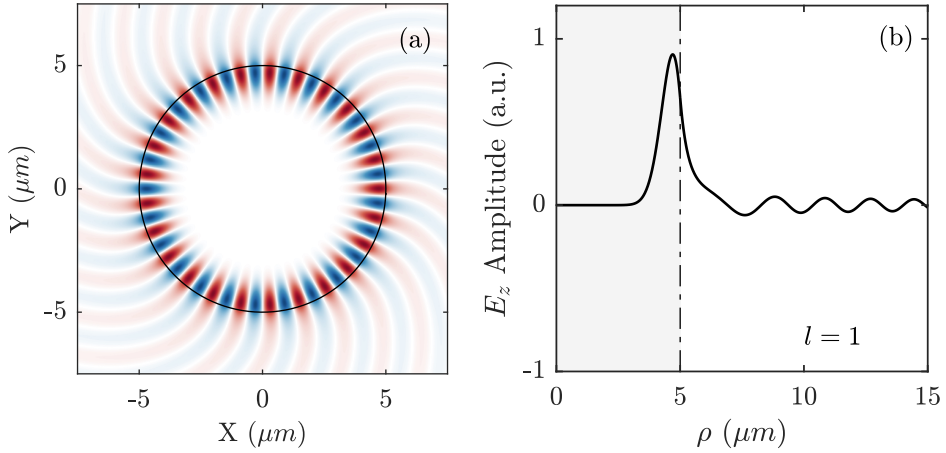 (a)
5
0
-5
Y (μm)
-5
0
5
X (μm)
(b)
1
0
-1
E_z Amplitude (a.u.)
l = 1
0
5
10
15
ρ (μm)